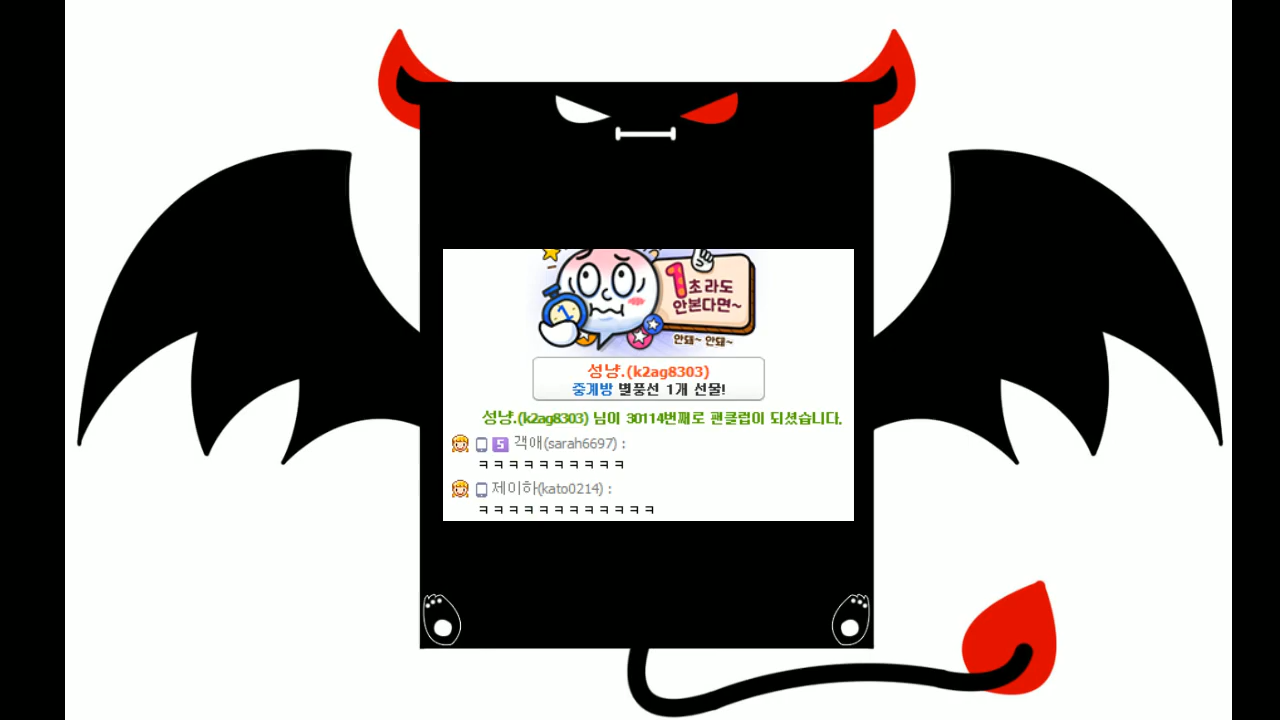 1초라도
안본다면~
안돼~ 안돼~
성냥.(k2ag8303)
중계방 별풍선 1개 선물!
성냥.(k2ag8303) 님이 30114번째로 팬클럽이 되셨습니다.
5 객애(sarah6697) :
ㅋㅋㅋㅋㅋㅋㅋㅋㅋㅋ
제이하(kato0214) :
ㅋㅋㅋㅋㅋㅋㅋㅋㅋㅋㅋㅋ